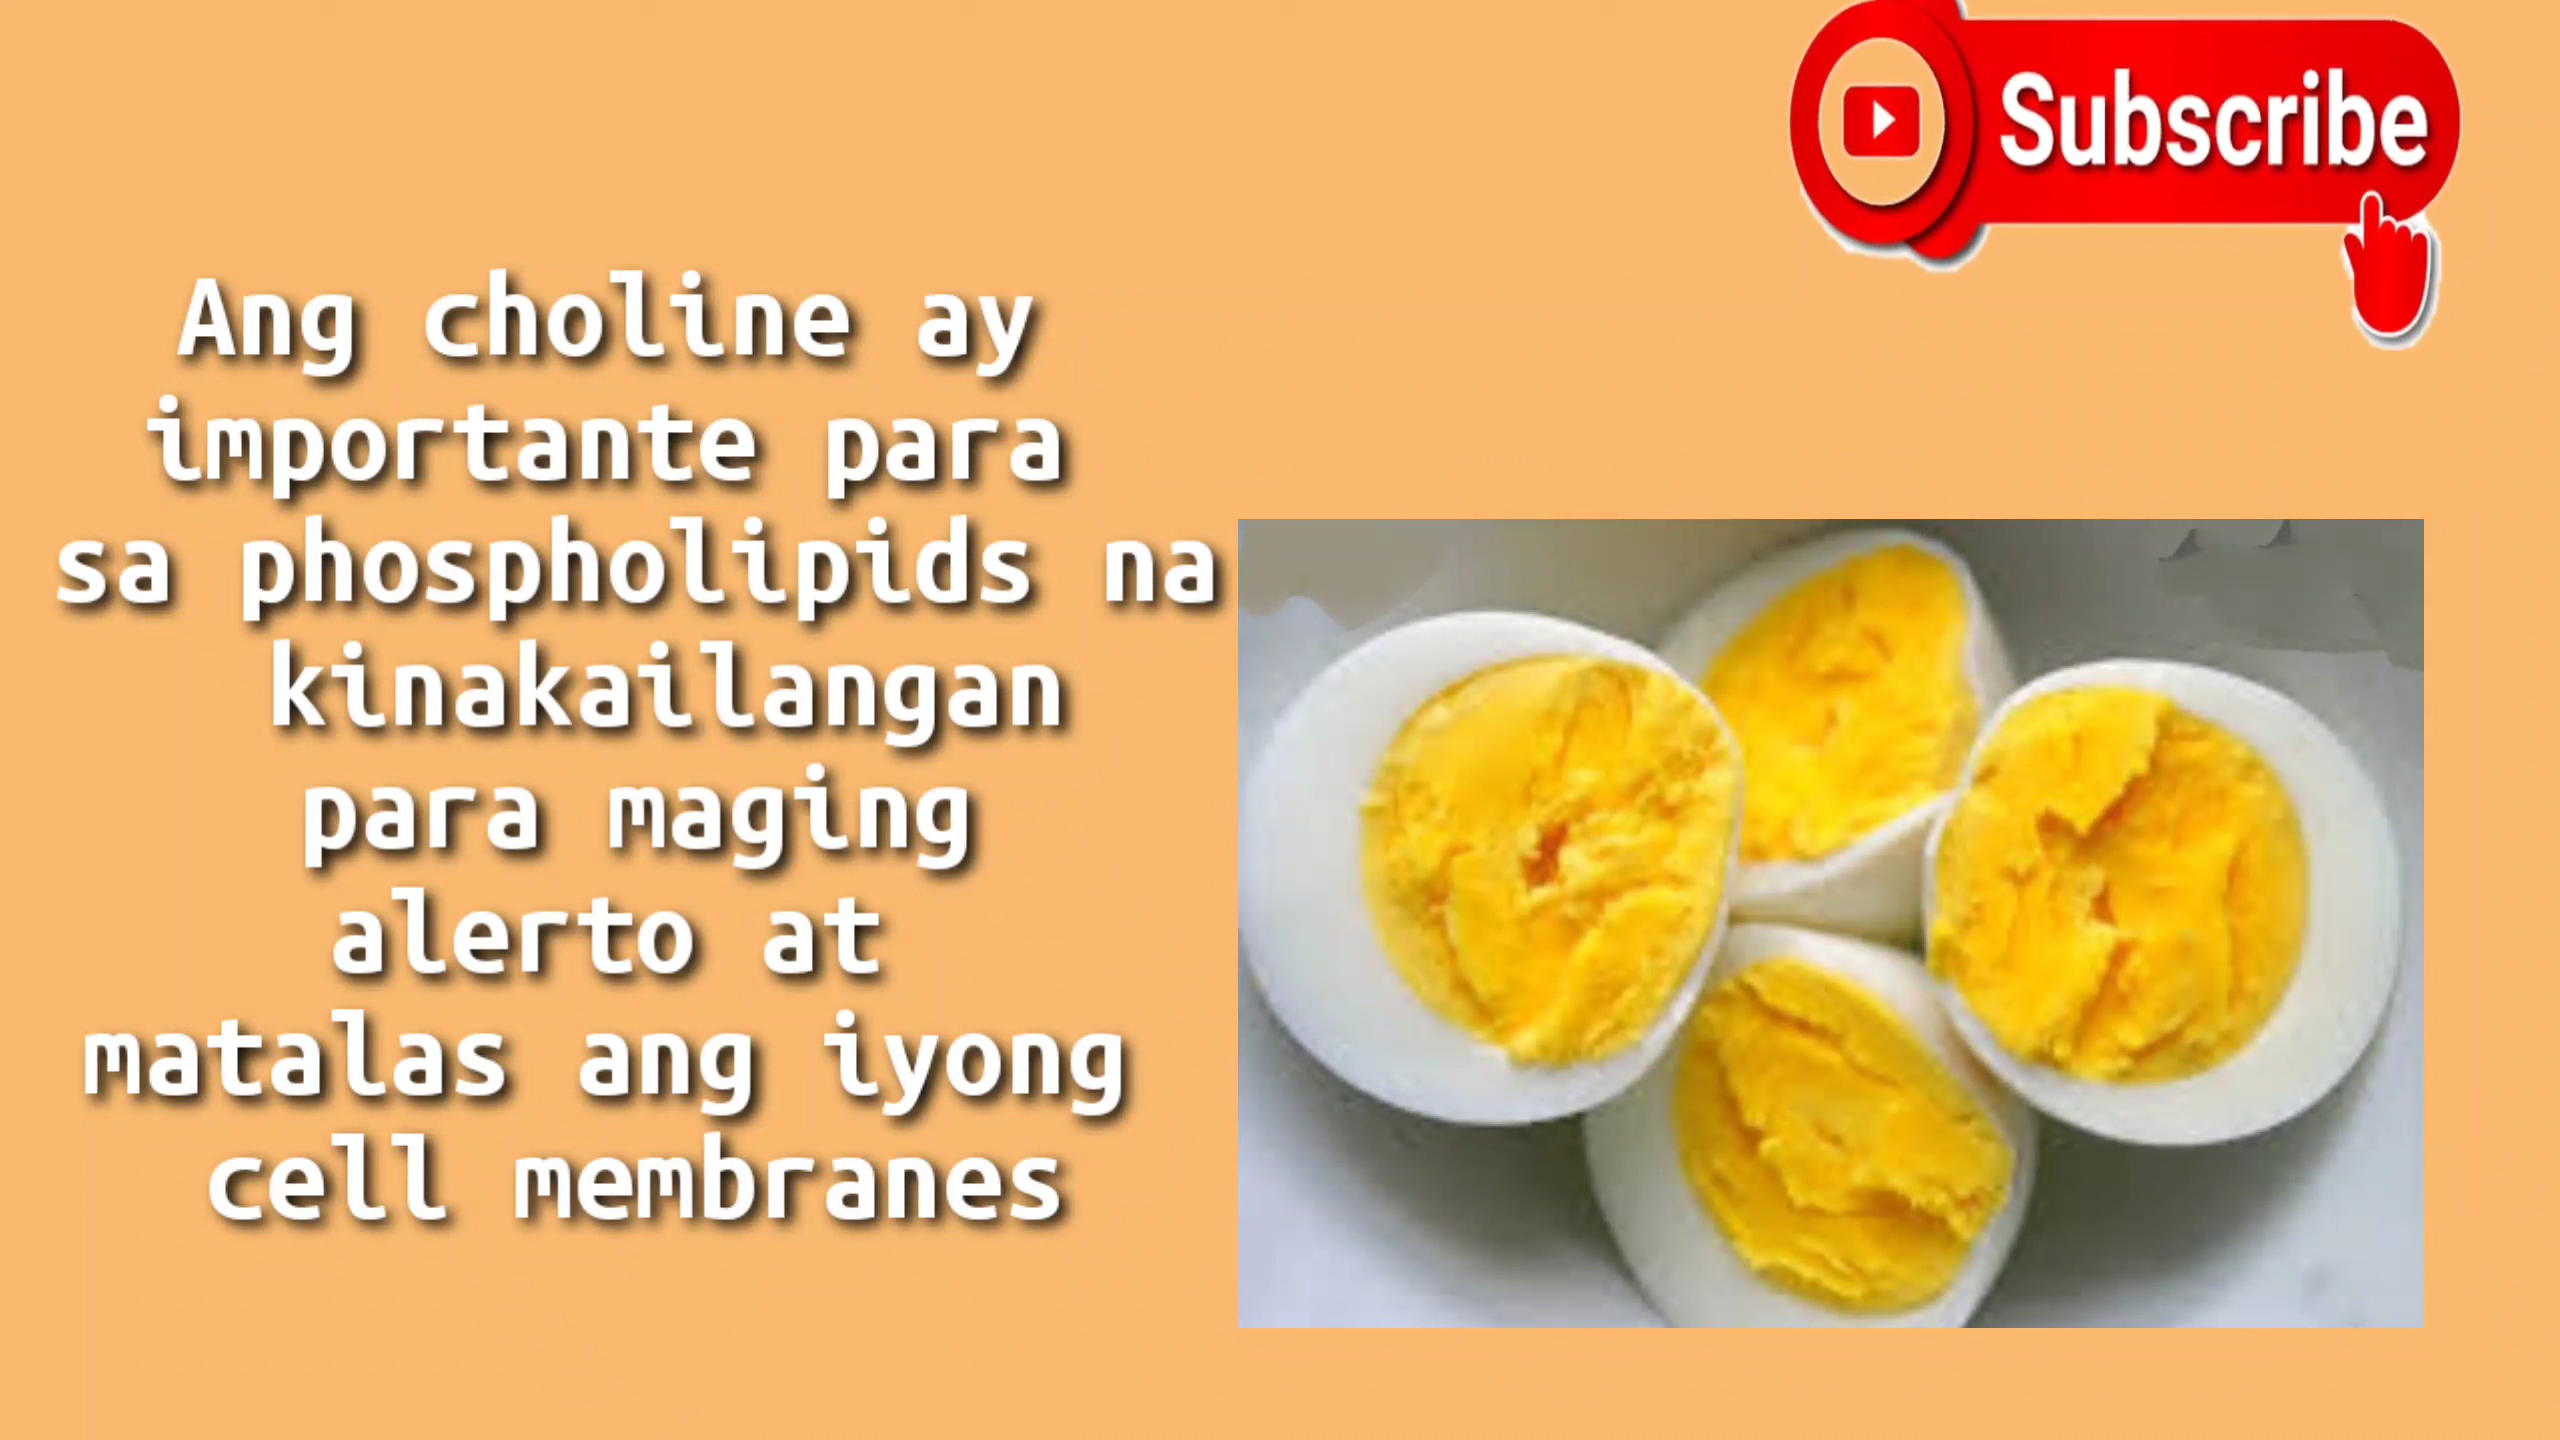 Subscribe
Ang choline ay
importante para
sa phospholipids na
kinakailangan
para maging
alerto at
matalas ang iyong
cell membranes